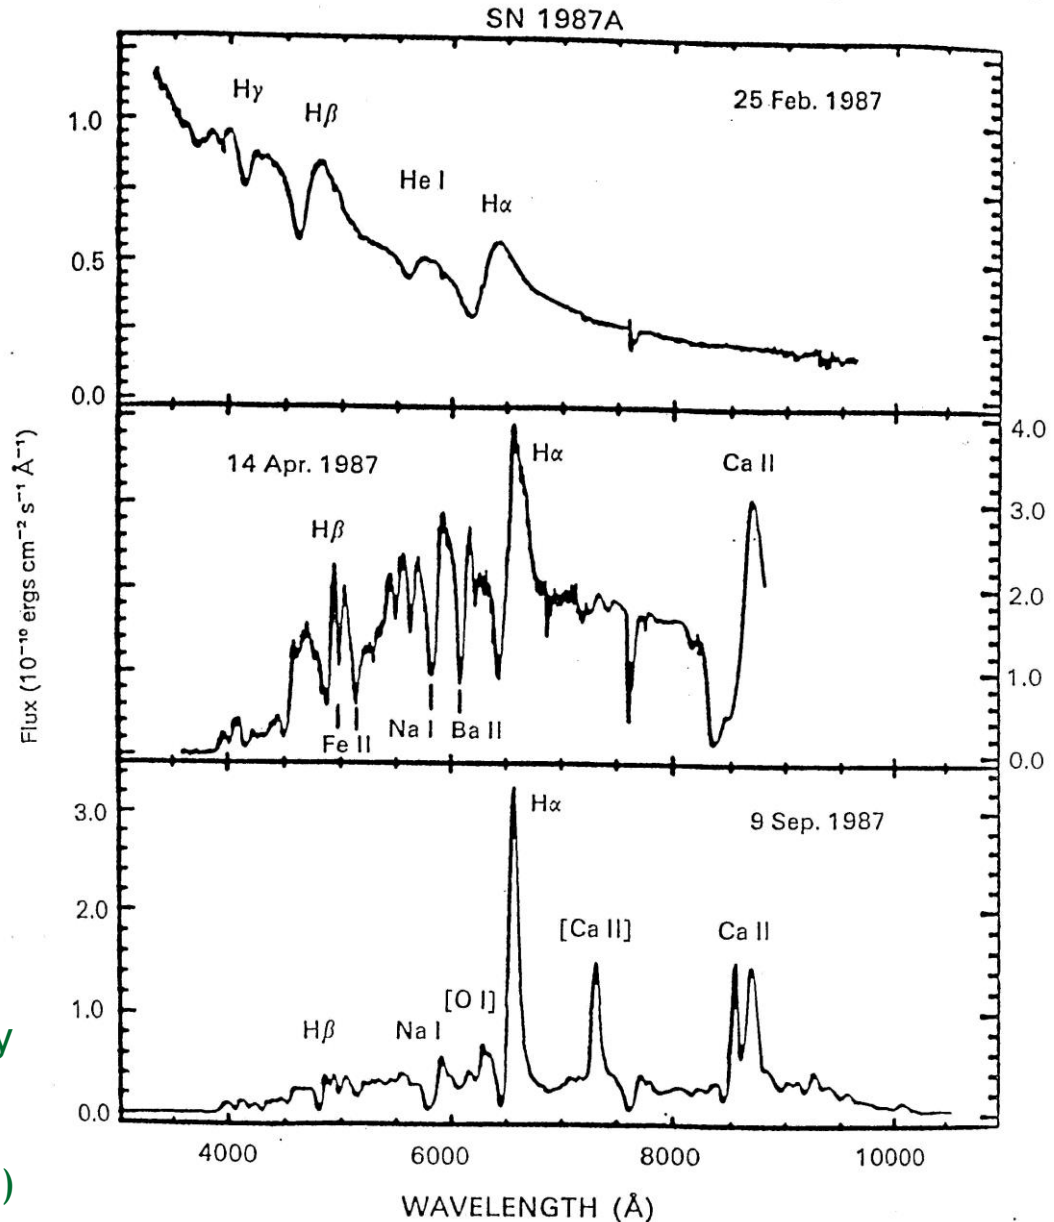 SN 1987A
25 Feb. 1987
Hγ
Hβ
He I
Hα
1.0
0.5
0.0
14 Apr. 1987
Hβ
Hα
Ca II
Fe II
Na I
Ba II
4.0
3.0
2.0
1.0
0.0
Flux (10⁻¹⁰ ergs cm⁻² s⁻¹ Å⁻¹)
9 Sep. 1987
Hα
[Ca II]
Ca II
[O I]
Na I
Hβ
3.0
2.0
1.0
0.0
y
)
4000
6000
8000
10000
WAVELENGTH (Å)